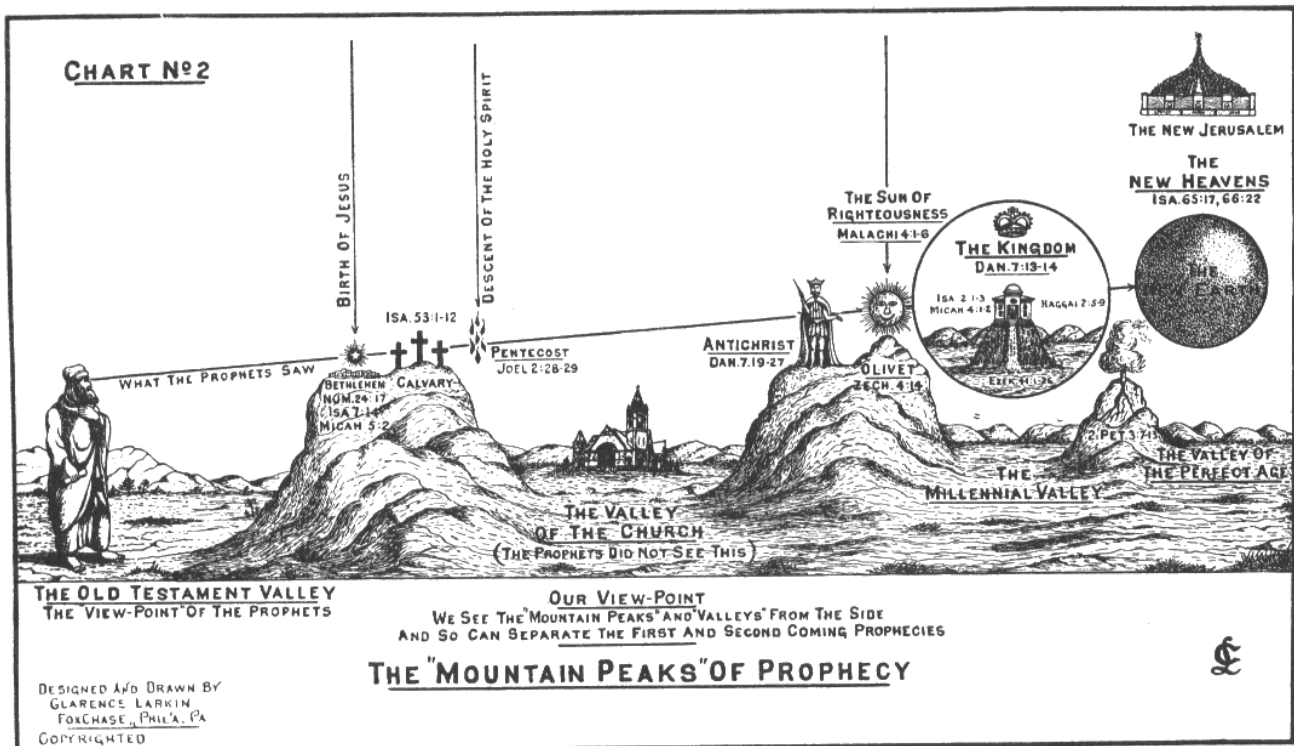 CHART Nº 2
BIRTH OF JESUS
DESCENT OF THE HOLY SPIRIT
THE NEW JERUSALEM
THE
NEW HEAVENS
ISA. 65:17, 66:22
THE SUN OF
RIGHTEOUSNESS
MALACHI 4:1-6
THE KINGDOM
DAN. 7:13-14
ISA 2 1-3
MICAH 4:1-2
HAGGAI 2:5-9
THE
EARTH
ISA. 53:1-12
WHAT THE PROPHETS SAW
BETHLEHEM
NUM. 24:17
ISA 7:14
MICAH 5:2
CALVARY
PENTECOST
JOEL 2:28-29
ANTICHRIST
DAN. 7.19-27
OLIVET
ZECH. 4:14
2. PET. 3:7-13
THE VALLEY OF
THE PERFECT AGE
THE
MILLENNIAL VALLEY
THE VALLEY
OF THE CHURCH
(THE PROPHETS DID NOT SEE THIS)
THE OLD TESTAMENT VALLEY
THE "VIEW-POINT" OF THE PROPHETS
OUR VIEW-POINT
WE SEE THE "MOUNTAIN PEAKS" AND "VALLEYS" FROM THE SIDE
AND SO CAN SEPARATE THE FIRST AND SECOND COMING PROPHECIES
THE "MOUNTAIN PEAKS" OF PROPHECY
DESIGNED AND DRAWN BY
CLARENCE LARKIN
FOXCHASE., PHIL'A, PA
COPYRIGHTED